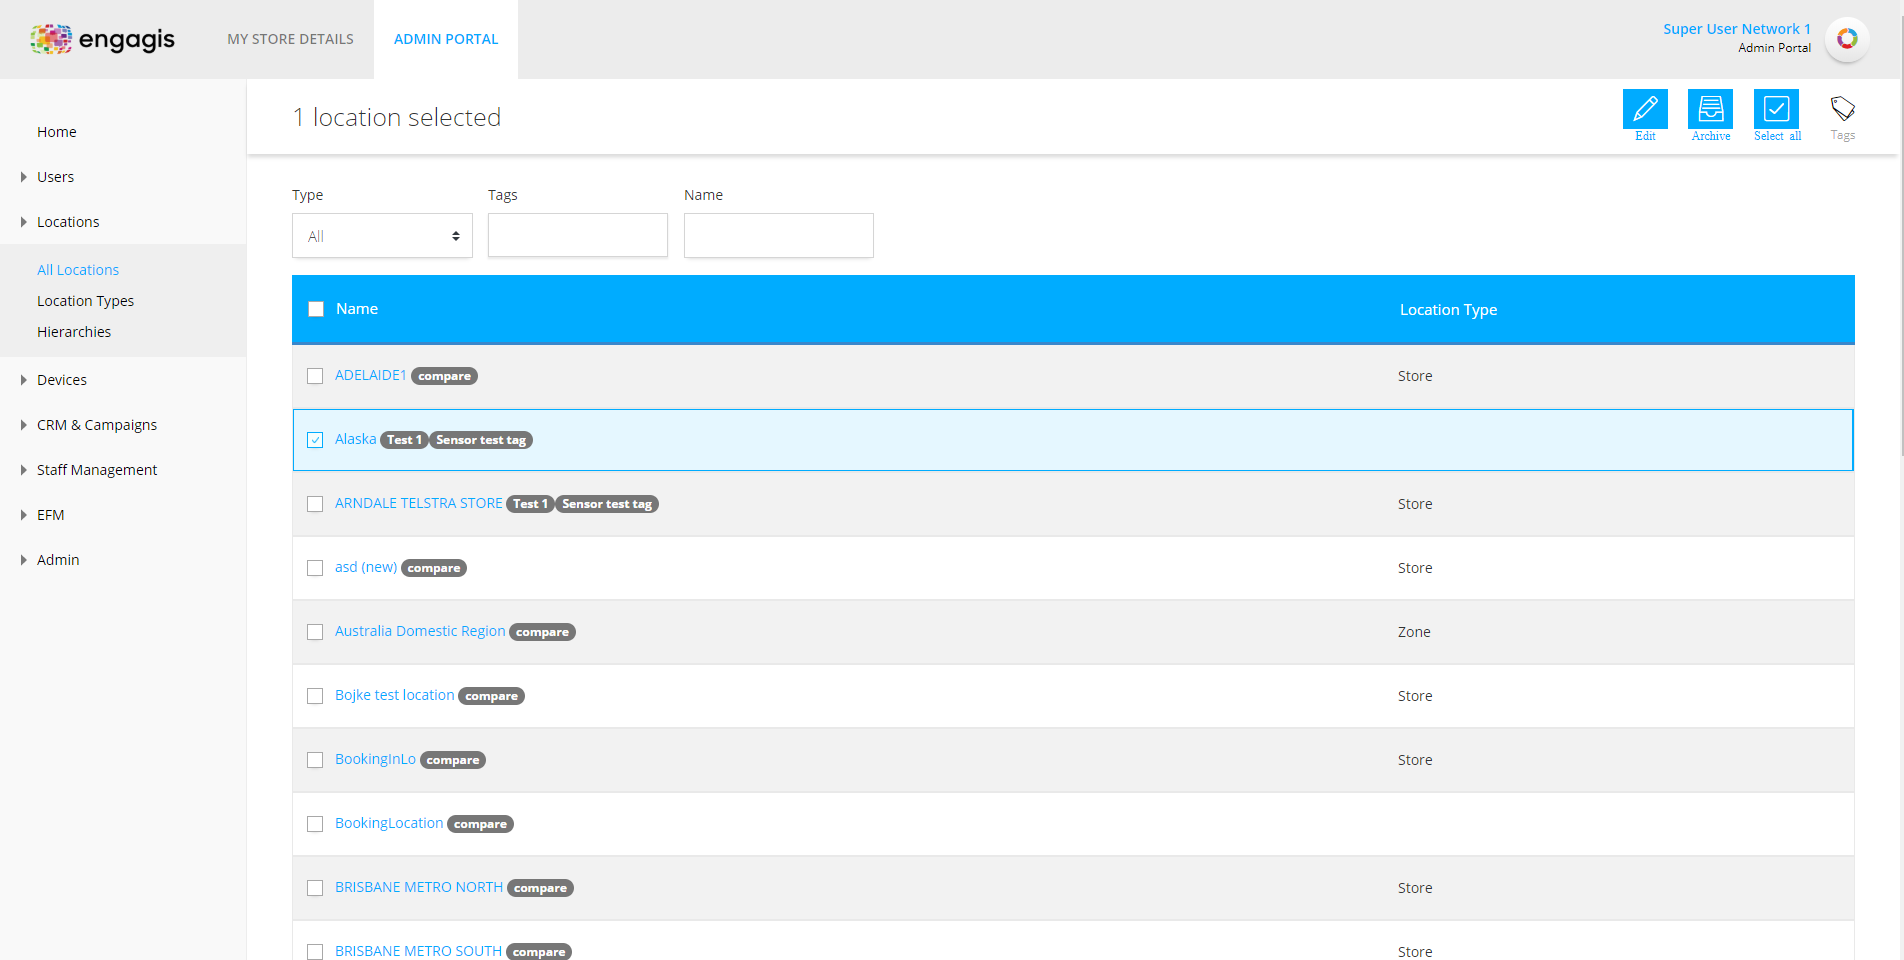 engagis
MY STORE DETAILS
ADMIN PORTAL
Super User Network 1
Admin Portal
1 location selected
Edit
Archive
Select all
Tags
Home
Users
Locations
All Locations
Location Types
Hierarchies
Devices
CRM & Campaigns
Staff Management
EFM
Admin
Type
Tags
Name
All
Name
Location Type
ADELAIDE1 compare Store
Alaska Test 1 Sensor test tag
ARNDALE TELSTRA STORE Test 1 Sensor test tag Store
asd (new) compare Store
Australia Domestic Region compare Zone
Bojke test location compare Store
BookingInLo compare Store
BookingLocation compare
BRISBANE METRO NORTH compare Store
BRISBANE METRO SOUTH compare Store